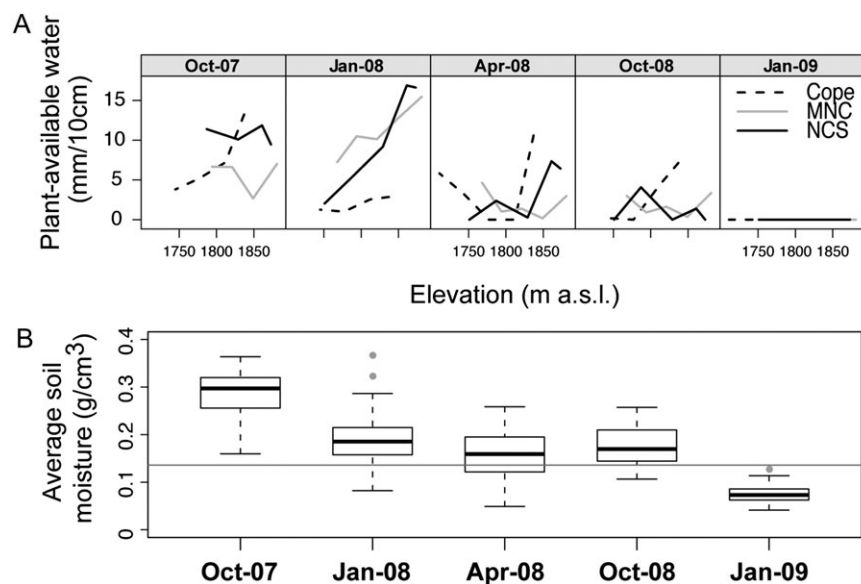 A
Oct-07 Jan-08 Apr-08 Oct-08 Jan-09
Plant-available water
(mm/10cm)
15
10
5
0
Cope
MNC
NCS
1750 1800 1850 1750 1800 1850 1750 1800 1850
Elevation (m a.s.l.)
B
Average soil
moisture (g/cm³)
0.4
0.3
0.2
0.1
0
Oct-07 Jan-08 Apr-08 Oct-08 Jan-09